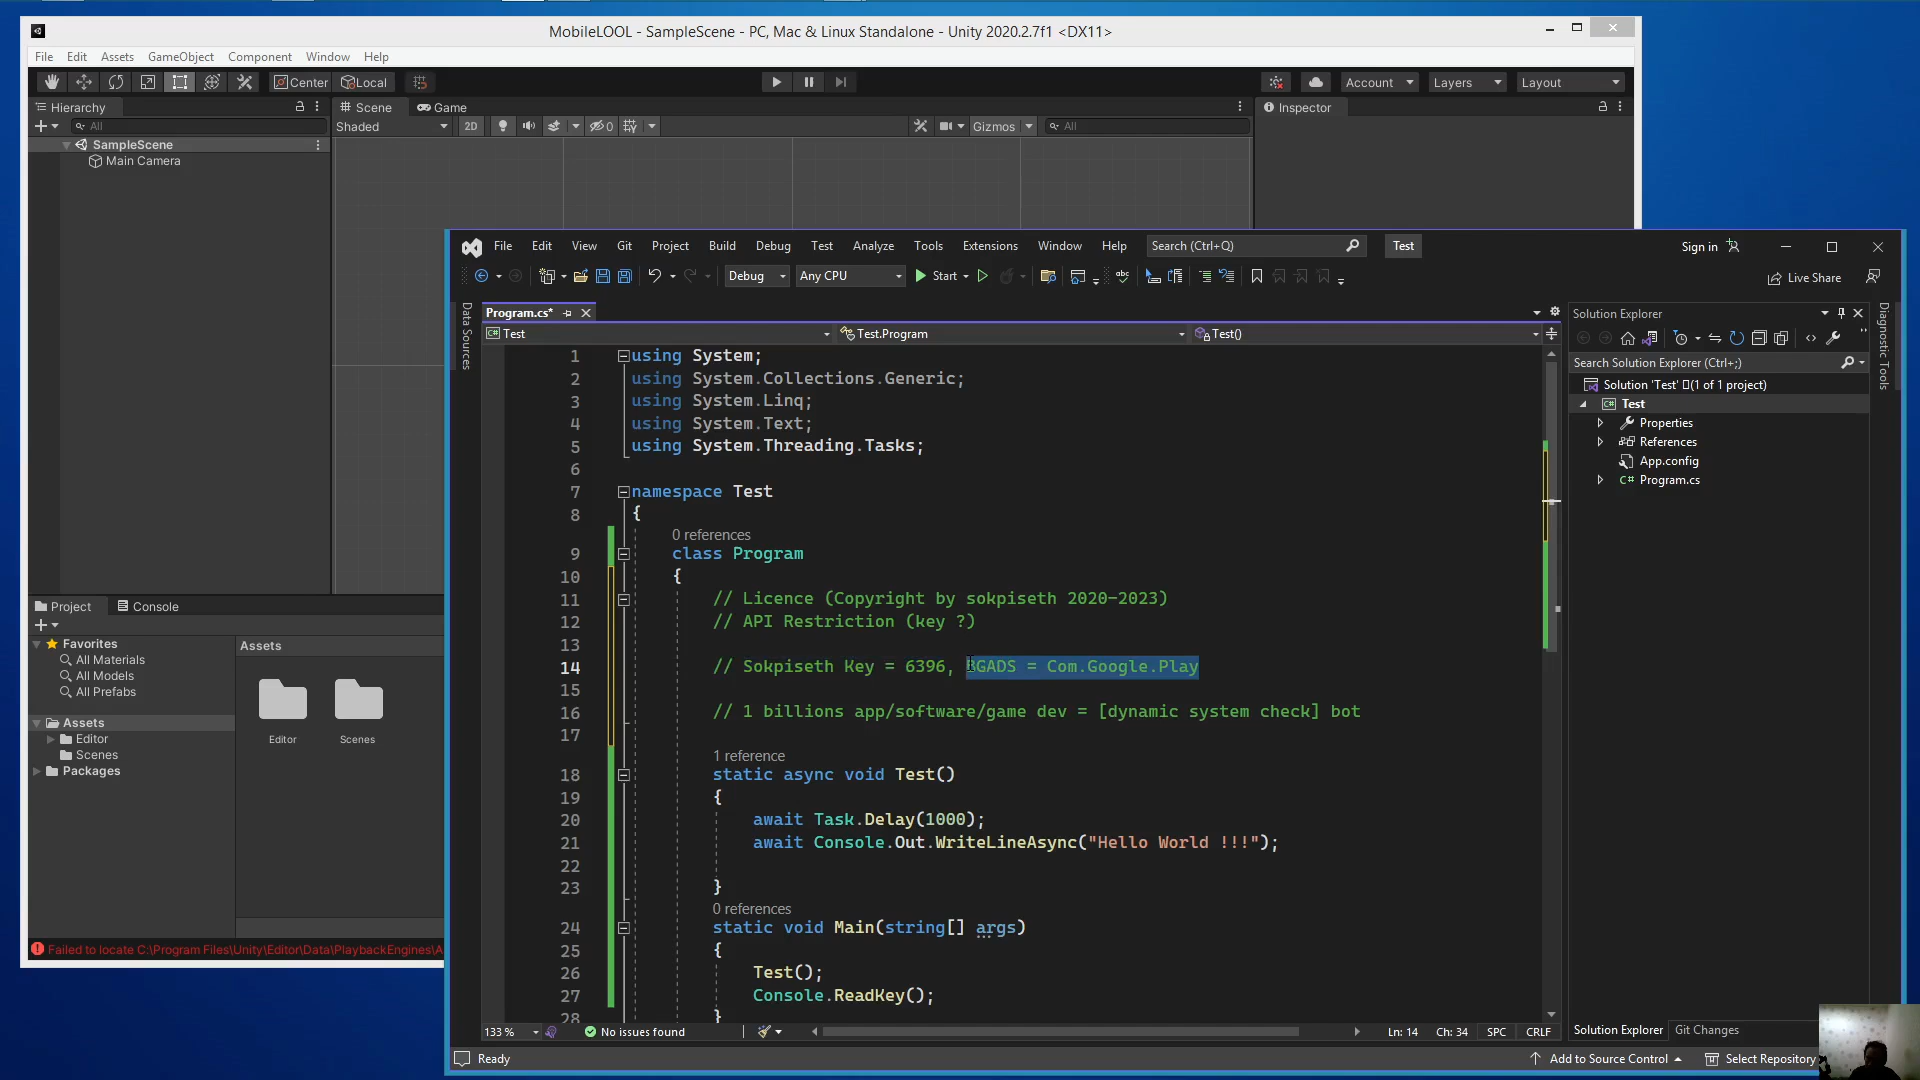 MobileLOOL - SampleScene - PC, Mac & Linux Standalone - Unity 2020.2.7f1 <DX11>
File Edit Assets GameObject Component Window Help
Center Local Account Layers Layout
Hierarchy Scene Game Inspector
All Shaded 2D 0 Gizmos All
SampleScene
Main Camera
Project Console
Favorites
All Materials
All Models
All Prefabs
Assets
Editor
Scenes
Packages
Assets
Editor Scenes
Failed to locate C:\Program Files\Unity\Editor\Data\PlaybackEngines\A
File Edit View Git Project Build Debug Test Analyze Tools Extensions Window Help Search (Ctrl+Q) Test Sign in
Debug Any CPU Start Live Share
Data Sources
Program.cs*
Test Test.Program Test()
1 using System;
2 using System.Collections.Generic;
3 using System.Linq;
4 using System.Text;
5 using System.Threading.Tasks;
6
7 namespace Test
8 {
0 references
9 class Program
10 {
11 // Licence (Copyright by sokpiseth 2020-2023)
12 // API Restriction (key ?)
13
14 // Sokpiseth Key = 6396, GADS = Com.Google.Play
15
16 // 1 billions app/software/game dev = [dynamic system check] bot
17
1 reference
18 static async void Test()
19 {
20 await Task.Delay(1000);
21 await Console.Out.WriteLineAsync("Hello World !!!");
22
23 }
0 references
24 static void Main(string[] args)
25 {
26 Test();
27 Console.ReadKey();
28 }
133 % No issues found Ln: 14 Ch: 34 SPC CRLF
Solution Explorer
Search Solution Explorer (Ctrl+;)
Solution 'Test' (1 of 1 project)
Test
Properties
References
App.config
Program.cs
Diagnostic Tools
Solution Explorer Git Changes
Ready Add to Source Control Select Repository